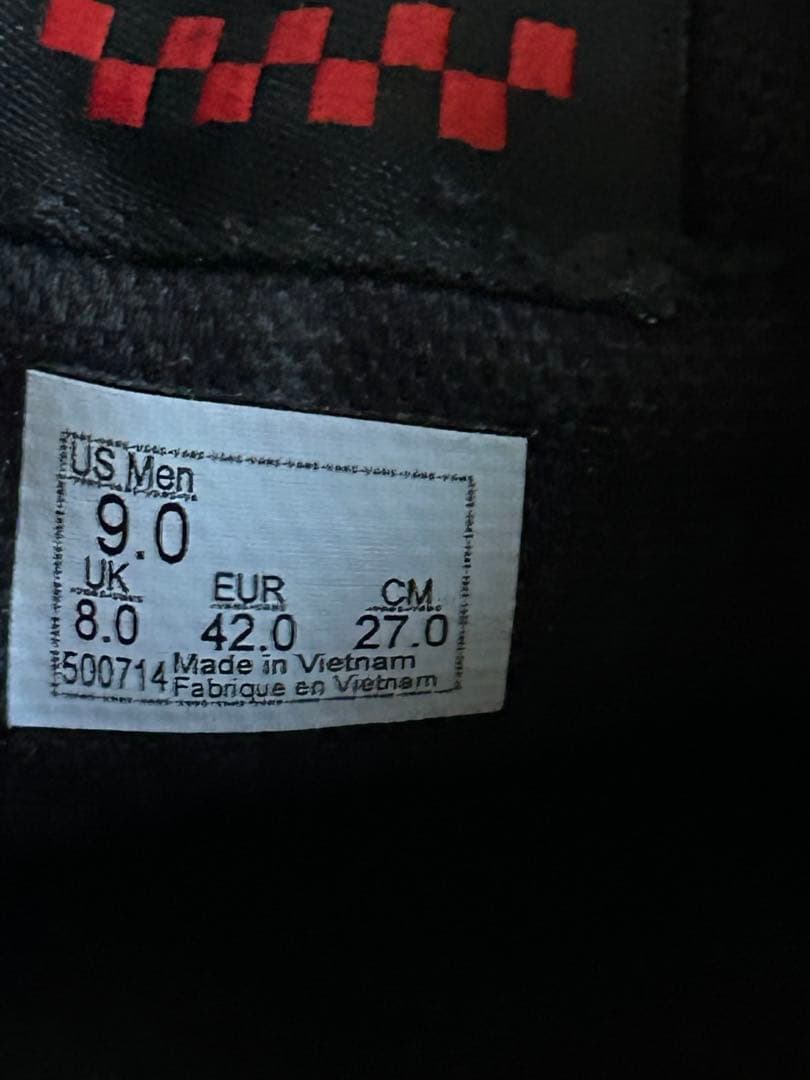 US Men
9.0
UK EUR CM
8.0 42.0 27.0
500714 Made in Vietnam
Fabrique en Vietnam